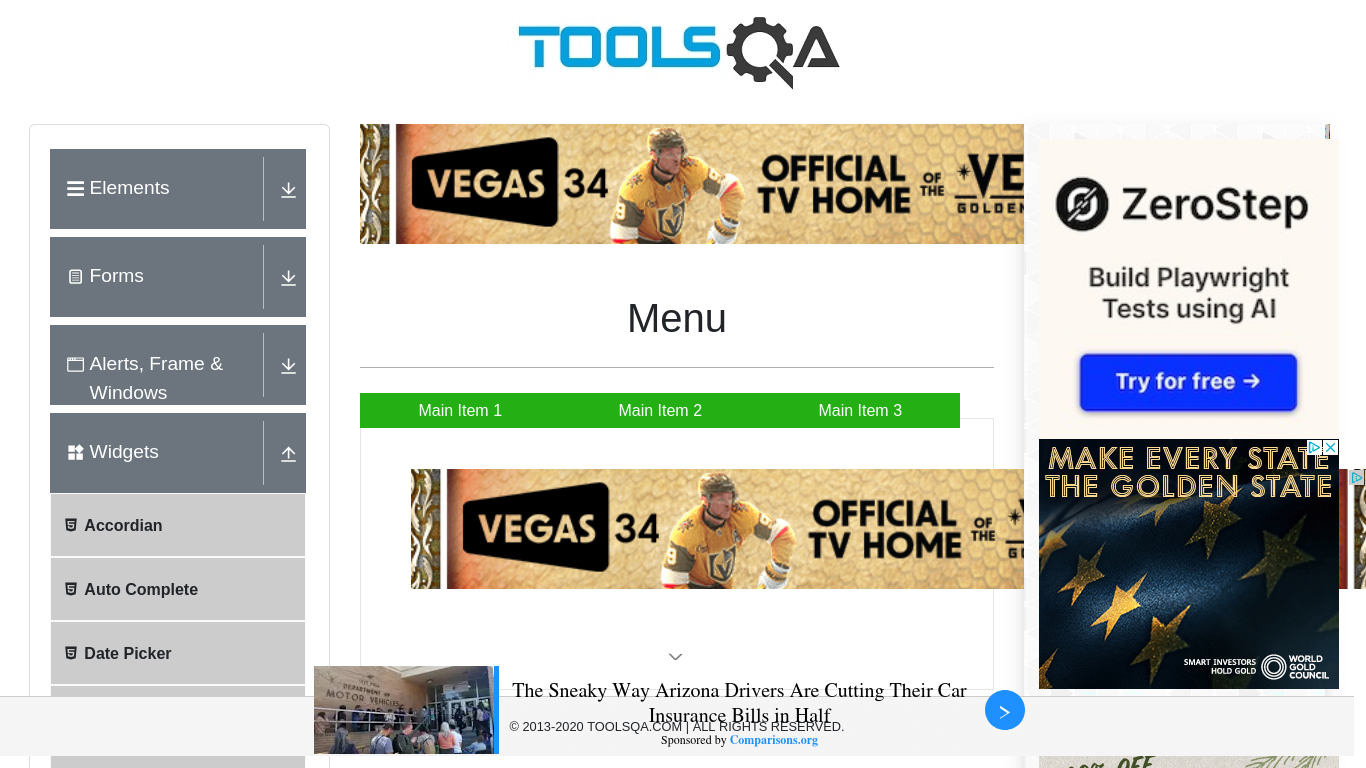 TOOLSQA
Elements
Forms
Alerts, Frame &
Windows
Widgets
Accordian
Auto Complete
Date Picker
VEGAS 34
OFFICIAL
TV HOME
OF THE
GOLDEN
Menu
Main Item 1
Main Item 2
Main Item 3
VEGAS 34
OFFICIAL
TV HOME
OF THE
ZeroStep
Build Playwright
Tests using AI
Try for free →
MAKE EVERY STATE
THE GOLDEN STATE
SMART INVESTORS
HOLD GOLD
WORLD
GOLD
COUNCIL
DEPARTMENT
MOTOR VEHICLES
The Sneaky Way Arizona Drivers Are Cutting Their Car
Insurance Bills in Half
© 2013-2020 TOOLSQA.COM | ALL RIGHTS RESERVED.
Sponsored by Comparisons.org